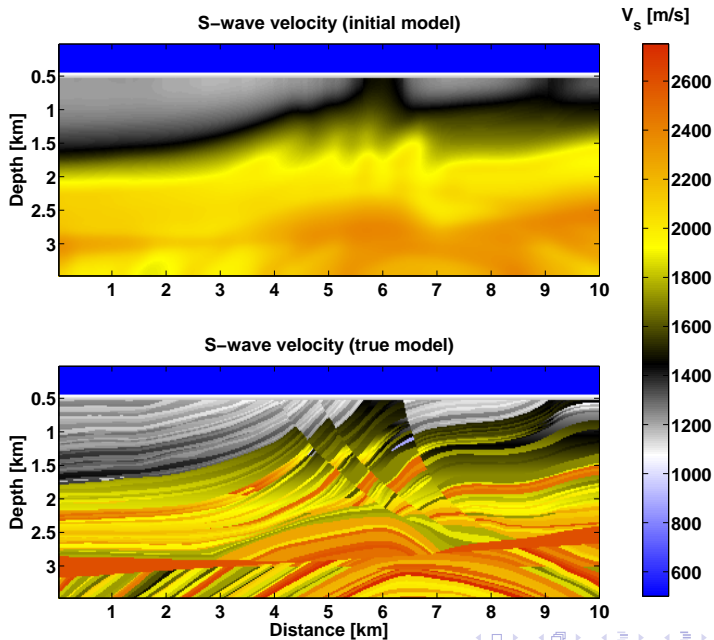 V_s [m/s]
S−wave velocity (initial model)
0.5
1
1.5
2
2.5
3
Depth [km]
1 2 3 4 5 6 7 8 9 10
S−wave velocity (true model)
0.5
1
1.5
2
2.5
3
Depth [km]
1 2 3 4 5 6 7 8 9 10
Distance [km]
2600
2400
2200
2000
1800
1600
1400
1200
1000
800
600